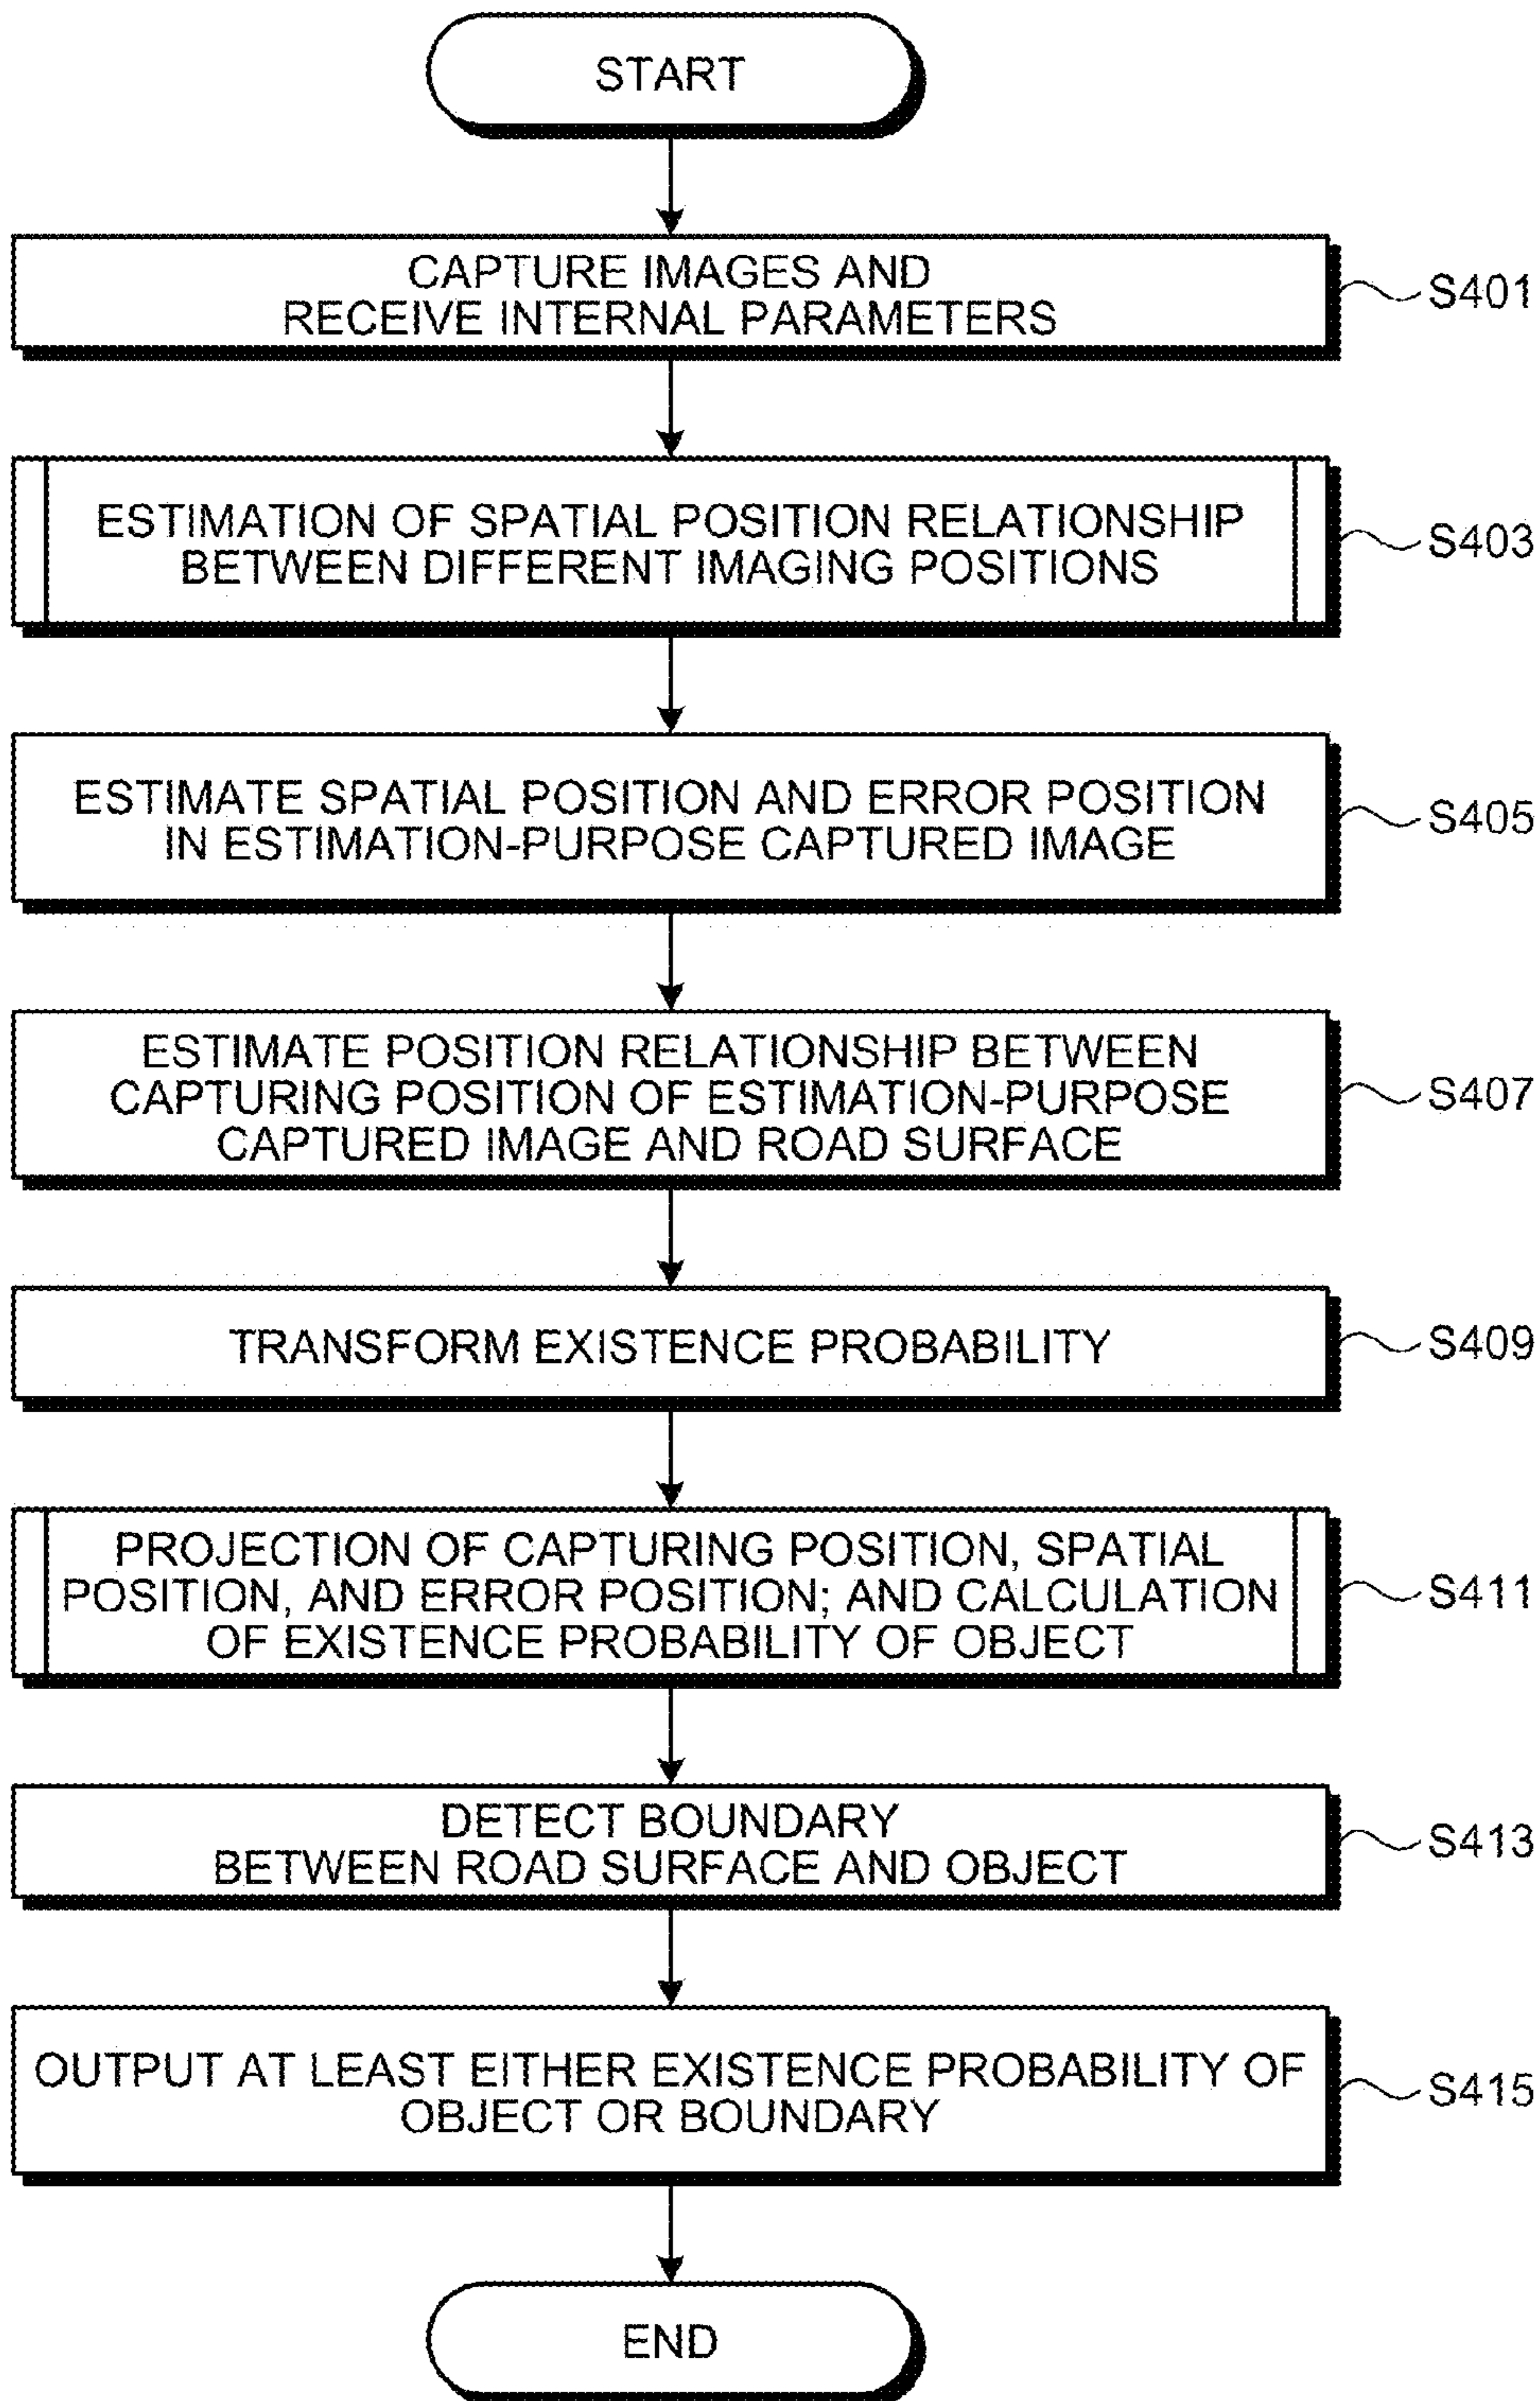 START
CAPTURE IMAGES AND
RECEIVE INTERNAL PARAMETERS
S401
ESTIMATION OF SPATIAL POSITION RELATIONSHIP
BETWEEN DIFFERENT IMAGING POSITIONS
S403
ESTIMATE SPATIAL POSITION AND ERROR POSITION
IN ESTIMATION-PURPOSE CAPTURED IMAGE
S405
ESTIMATE POSITION RELATIONSHIP BETWEEN
CAPTURING POSITION OF ESTIMATION-PURPOSE
CAPTURED IMAGE AND ROAD SURFACE
S407
TRANSFORM EXISTENCE PROBABILITY
S409
PROJECTION OF CAPTURING POSITION, SPATIAL
POSITION, AND ERROR POSITION; AND CALCULATION
OF EXISTENCE PROBABILITY OF OBJECT
S411
DETECT BOUNDARY
BETWEEN ROAD SURFACE AND OBJECT
S413
OUTPUT AT LEAST EITHER EXISTENCE PROBABILITY OF
OBJECT OR BOUNDARY
S415
END